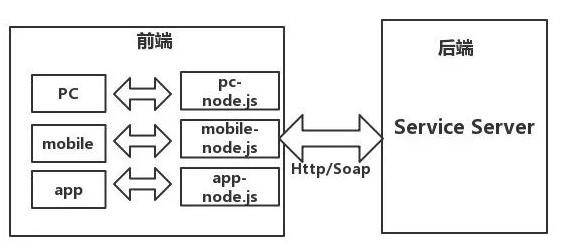 前端
后端
PC
pc-
node.js
mobile
mobile-
node.js
app
app-
node.js
Http/Soap
Service Server